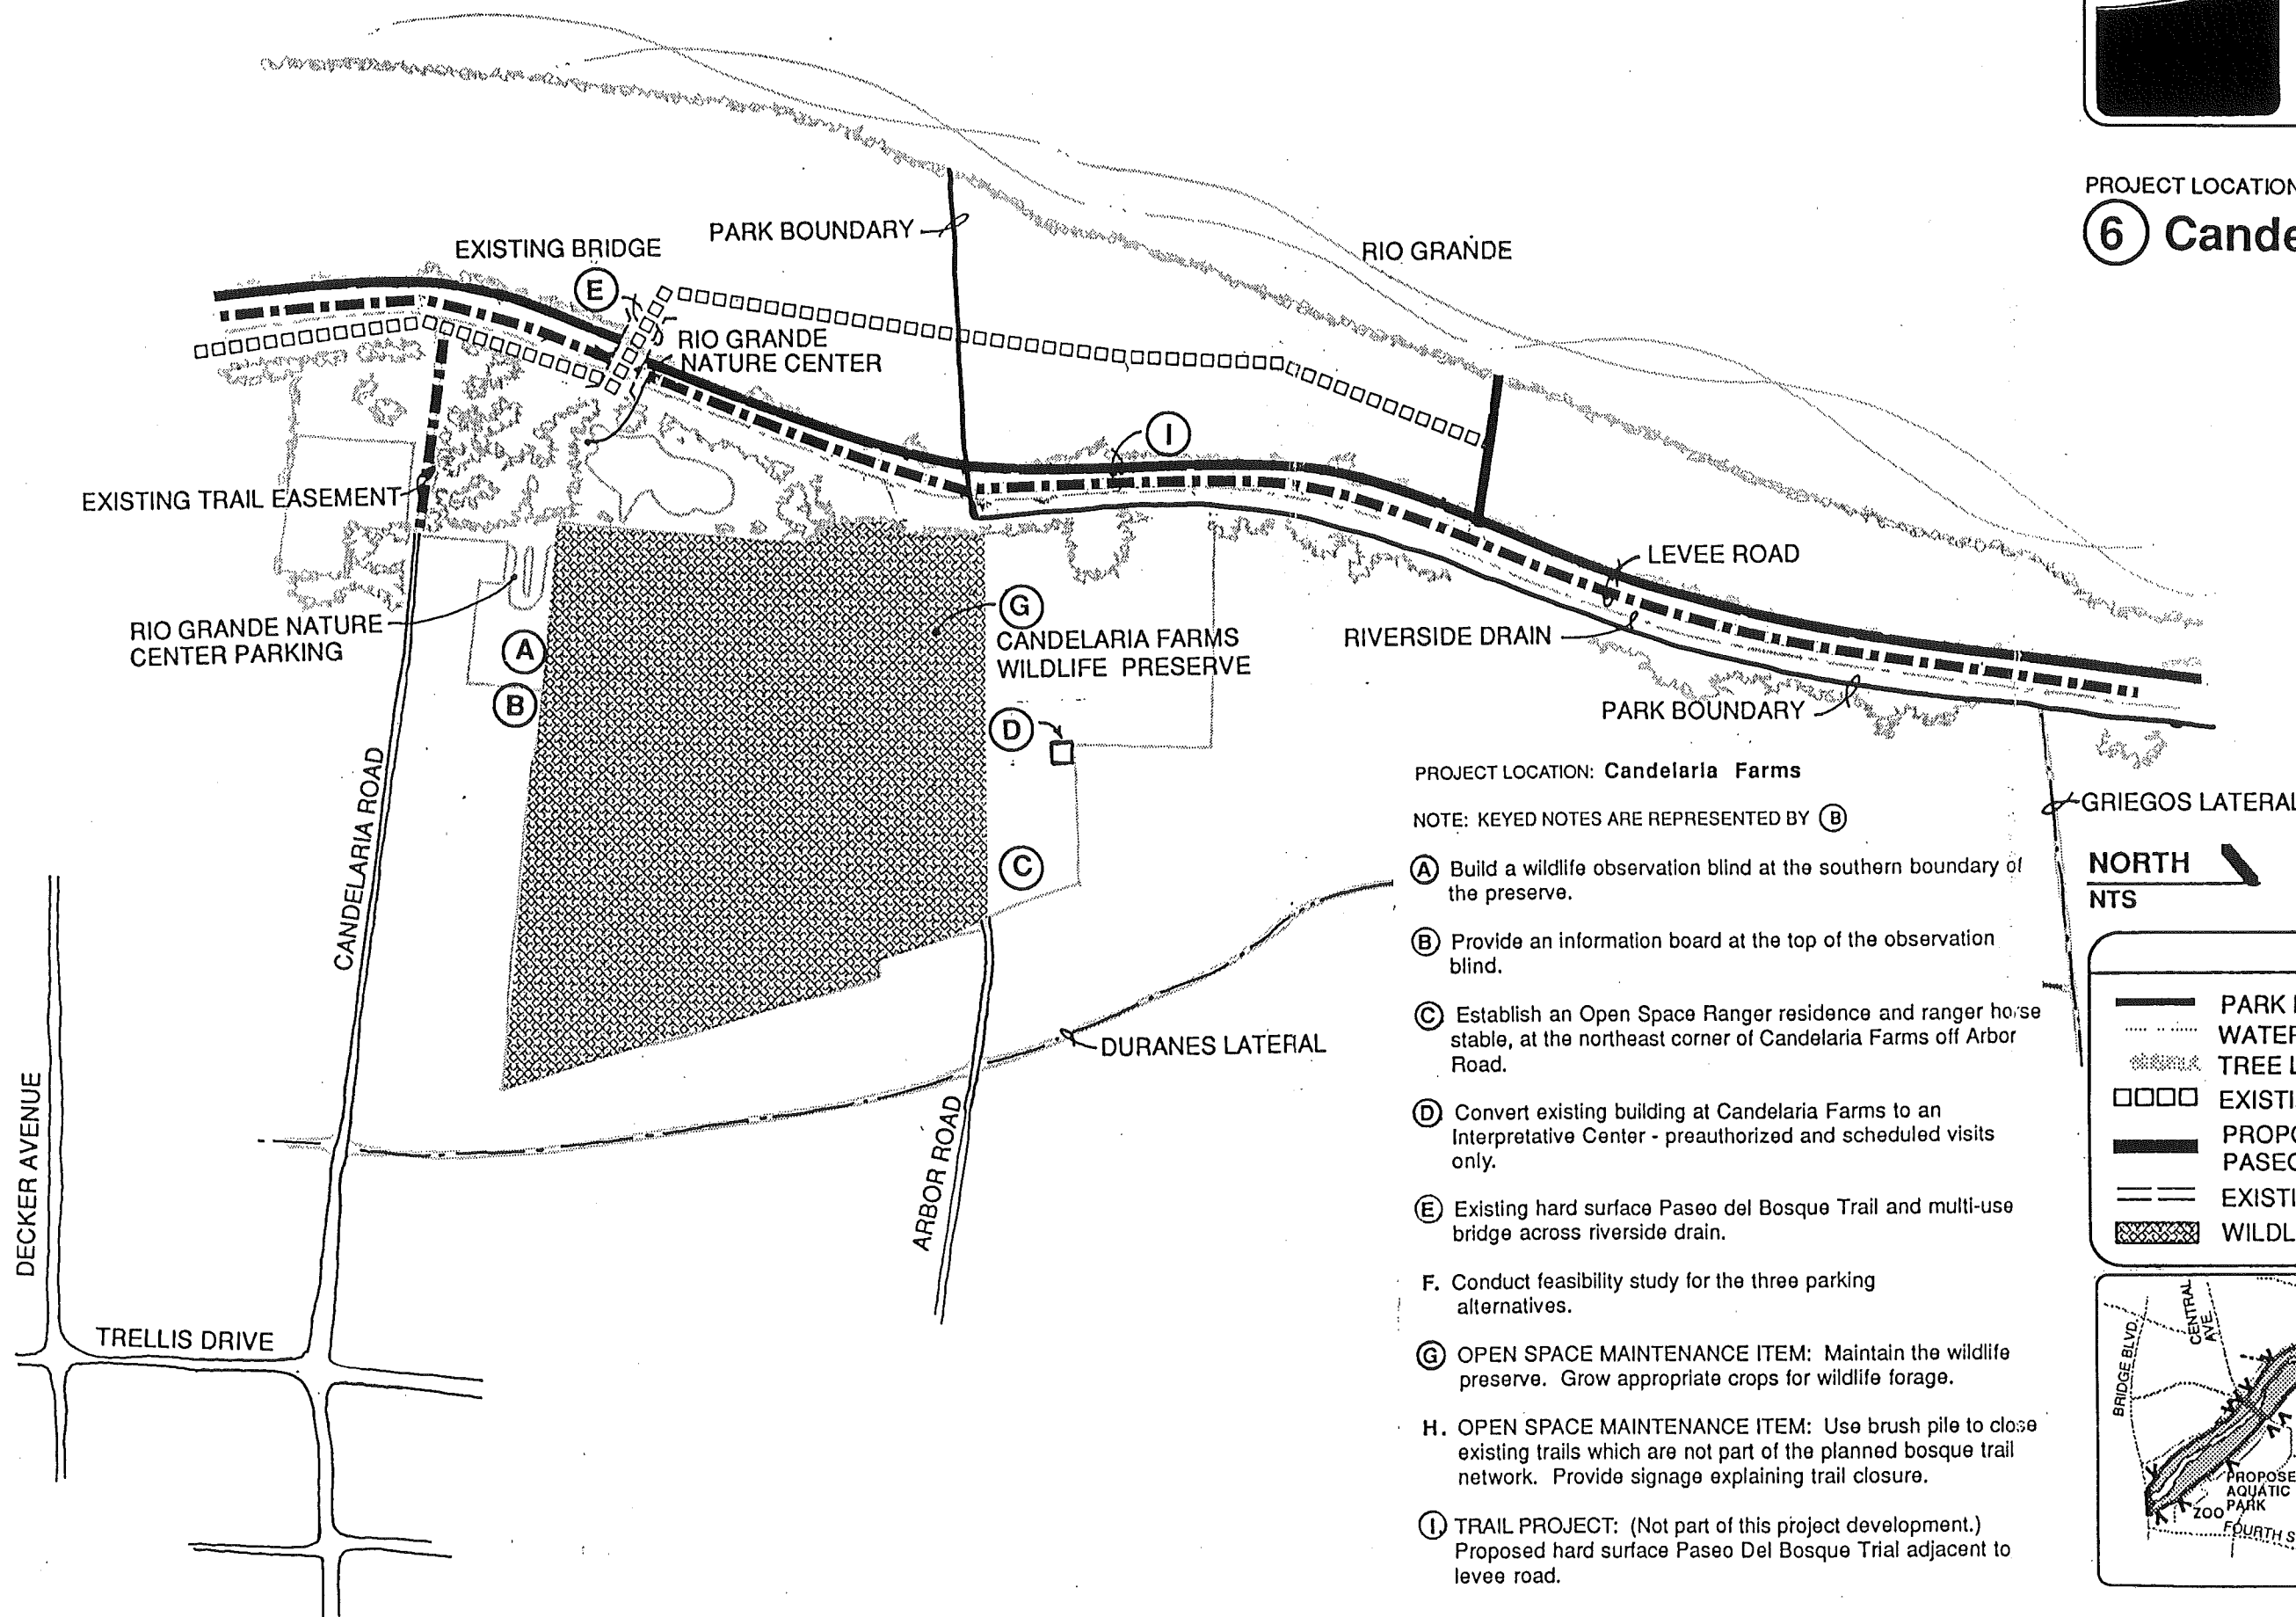 PROJECT LOCATION
6 Cande
PARK BOUNDARY
EXISTING BRIDGE
E
RIO GRANDE
RIO GRANDE
NATURE CENTER
I
EXISTING TRAIL EASEMENT
LEVEE ROAD
G
RIO GRANDE NATURE
CENTER PARKING
CANDELARIA FARMS
WILDLIFE PRESERVE
RIVERSIDE DRAIN
A
B
D
PARK BOUNDARY
C
CANDELARIA ROAD
DURANES LATERAL
ARBOR ROAD
DECKER AVENUE
TRELLIS DRIVE
GRIEGOS LATERAL
PROJECT LOCATION: Candelaria Farms
NOTE: KEYED NOTES ARE REPRESENTED BY B
A Build a wildlife observation blind at the southern boundary of
the preserve.
B Provide an information board at the top of the observation
blind.
C Establish an Open Space Ranger residence and ranger horse
stable, at the northeast corner of Candelaria Farms off Arbor
Road.
D Convert existing building at Candelaria Farms to an
Interpretative Center - preauthorized and scheduled visits
only.
E Existing hard surface Paseo del Bosque Trail and multi-use
bridge across riverside drain.
F. Conduct feasibility study for the three parking
alternatives.
G OPEN SPACE MAINTENANCE ITEM: Maintain the wildlife
preserve. Grow appropriate crops for wildlife forage.
H. OPEN SPACE MAINTENANCE ITEM: Use brush pile to close
existing trails which are not part of the planned bosque trail
network. Provide signage explaining trail closure.
I TRAIL PROJECT: (Not part of this project development.)
Proposed hard surface Paseo Del Bosque Trial adjacent to
levee road.
NORTH
NTS
PARK
WATER
TREE L
EXISTI
PROPO
PASEO
EXISTI
WILDL
BRIDGE BLVD.
CENTRAL
AVE
PROPOSE
AQUATIC
PARK
ZOO
FOURTH S